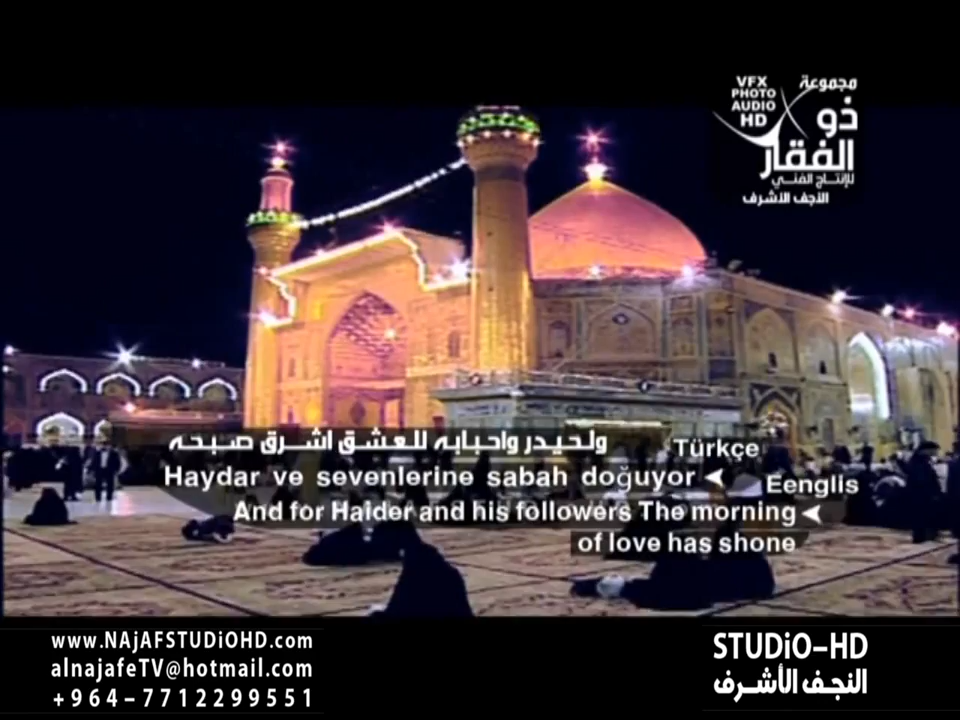 VFX
PHOTO
AUDIO
HD
مجموعة
ذو
الفقار
للإنتاج الفني
النجف الاشرف
ولحيدر واحبابه للعشق اشرق صبحه
Türkçe
Haydar ve sevenlerine sabah doğuyor
Eenglis
And for Haider and his followers The morning
of love has shone
www.NAJAFSTUDiOHD.com
alnajafeTV@hotmail.com
+964-7712299551
STUDiO-HD
النجف الأشرف